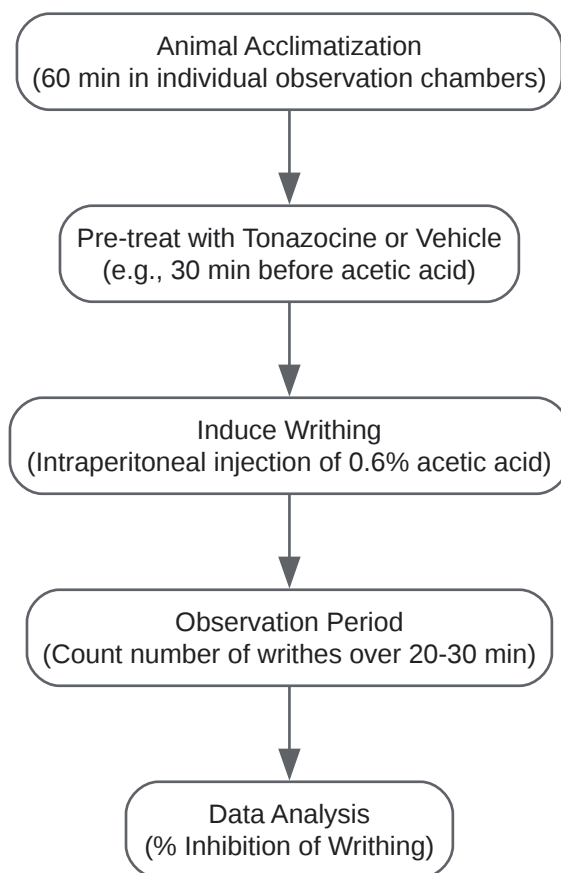 Animal Acclimatization
(60 min in individual observation chambers)
Pre-treat with Tonazocine or Vehicle
(e.g., 30 min before acetic acid)
Induce Writhing
(Intraperitoneal injection of 0.6% acetic acid)
Observation Period
(Count number of writhes over 20-30 min)
Data Analysis
(% Inhibition of Writhing)